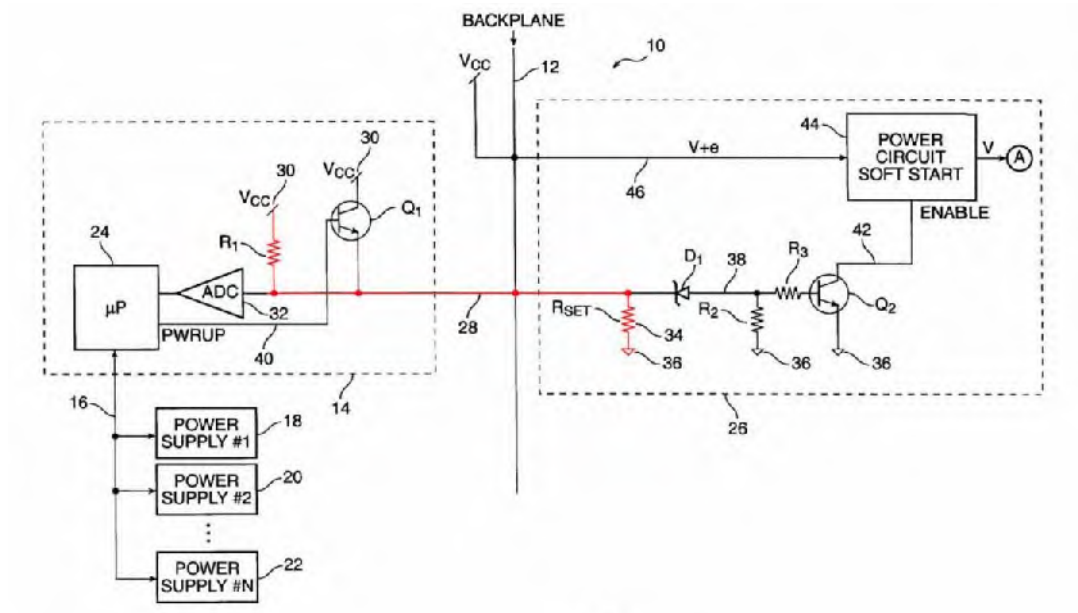 BACKPLANE
10
12
VCC
30
VCC
30
VCC
Q1
R1
24
μP
ADC
32
PWRUP
40
28
14
44
POWER
CIRCUIT
SOFT START
V+e
46
V
A
ENABLE
42
D1
38
R3
R2
Q2
RSET
34
36
36
36
26
16
POWER
SUPPLY #1
18
POWER
SUPPLY #2
20
POWER
SUPPLY #N
22